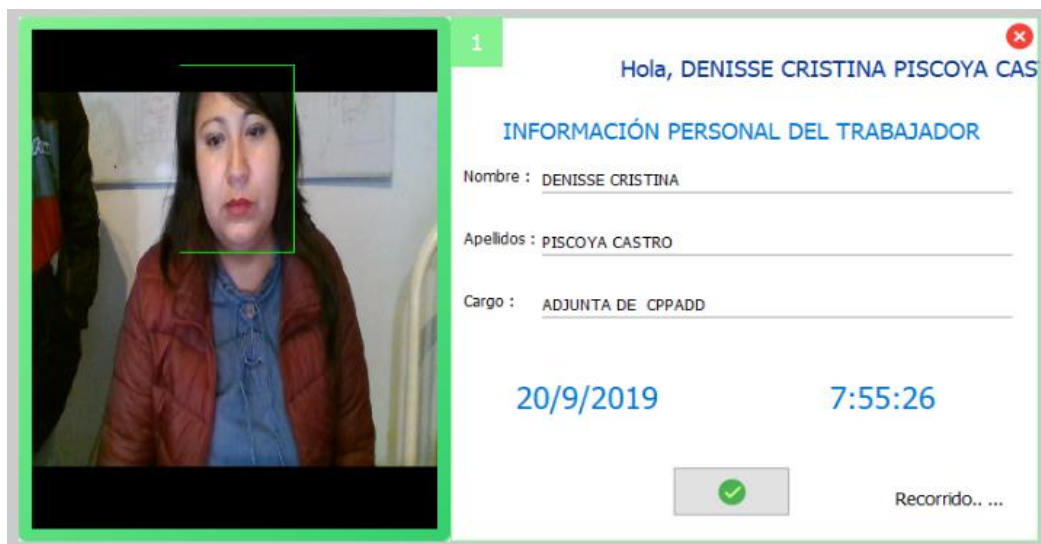 1
Hola, DENISSE CRISTINA PISCOYA CAS
INFORMACIÓN PERSONAL DEL TRABAJADOR
Nombre : DENISSE CRISTINA
Apellidos : PISCOYA CASTRO
Cargo : ADJUNTA DE CPPADD
20/9/2019 7:55:26
Recorrido.. ...